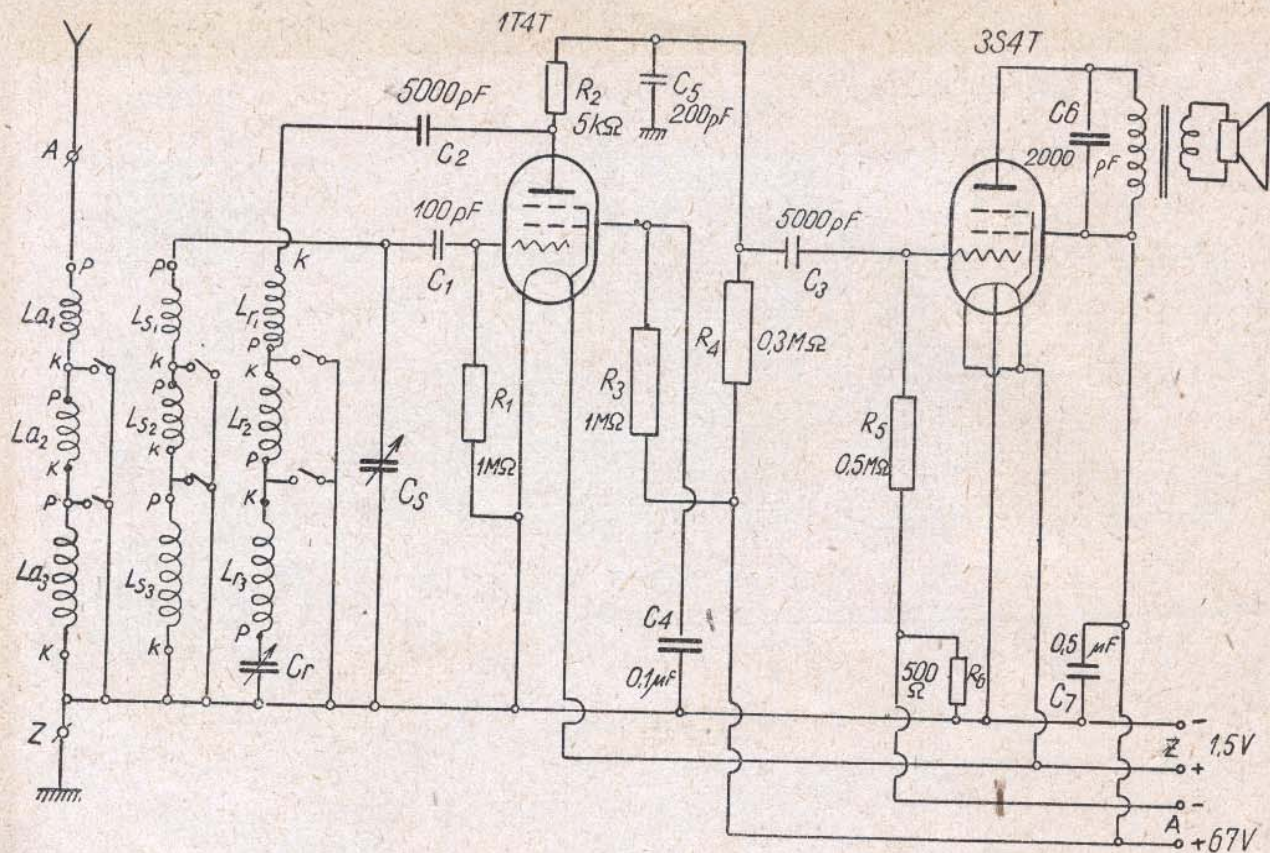 1T4T
3S4T
5000pF
C2
R2
5kΩ
C5
200pF
C6
2000 pF
A
100pF
C1
5000pF
C3
P
P
K
La1
Ls1
Lr1
K
K
P
P
P
K
La2
Ls2
Lr2
K
K
P
P
P
K
La3
Ls3
Lr3
K
K
P
Cr
Cs
R1
1MΩ
R3
1MΩ
R4
0,3MΩ
R5
0,5MΩ
C4
0,1µF
500
Ω
R6
0,5 µF
C7
Z
-
Ż 1,5V
+
-
A
+ 67V